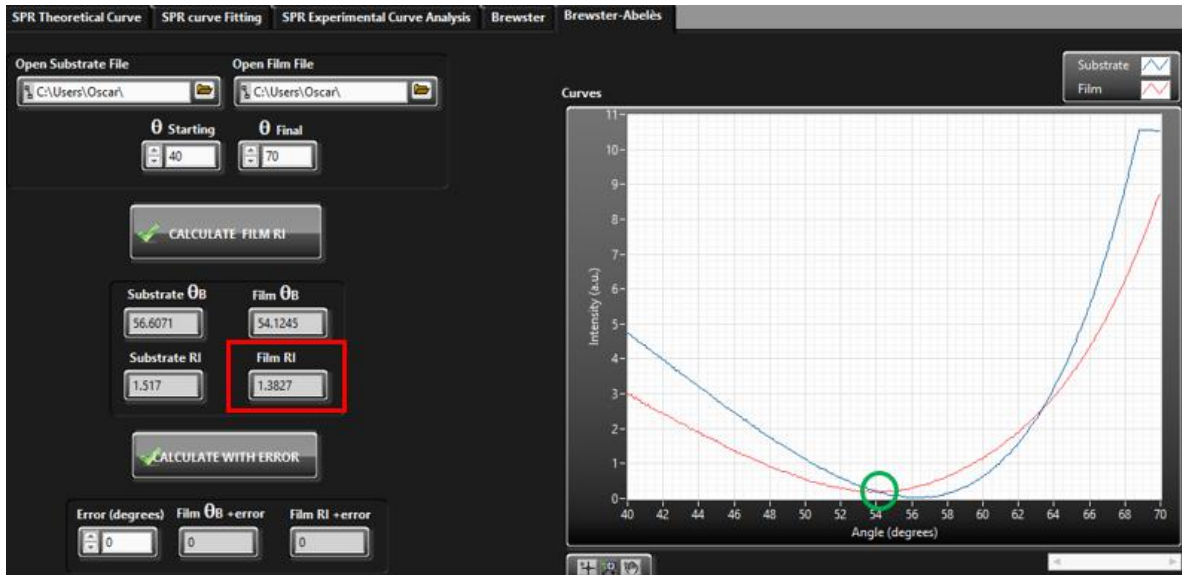 SPR Theoretical Curve SPR curve Fitting SPR Experimental Curve Analysis Brewster Brewster-Abelès
Open Substrate File Open Film File
C:\Users\Oscar\ C:\Users\Oscar\
θ Starting θ Final
40 70
CALCULATE FILM RI
Substrate θB Film θB
56.6071 54.1245
Substrate RI Film RI
1.517 1.3827
CALCULATE WITH ERROR
Error (degrees) Film θB +error Film RI +error
0 0 0
Substrate
Film
Curves
11
10
9
8
7
6
5
4
3
2
1
0
Intensity (a.u.)
40 42 44 46 48 50 52 54 56 58 60 62 64 66 68 70
Angle (degrees)